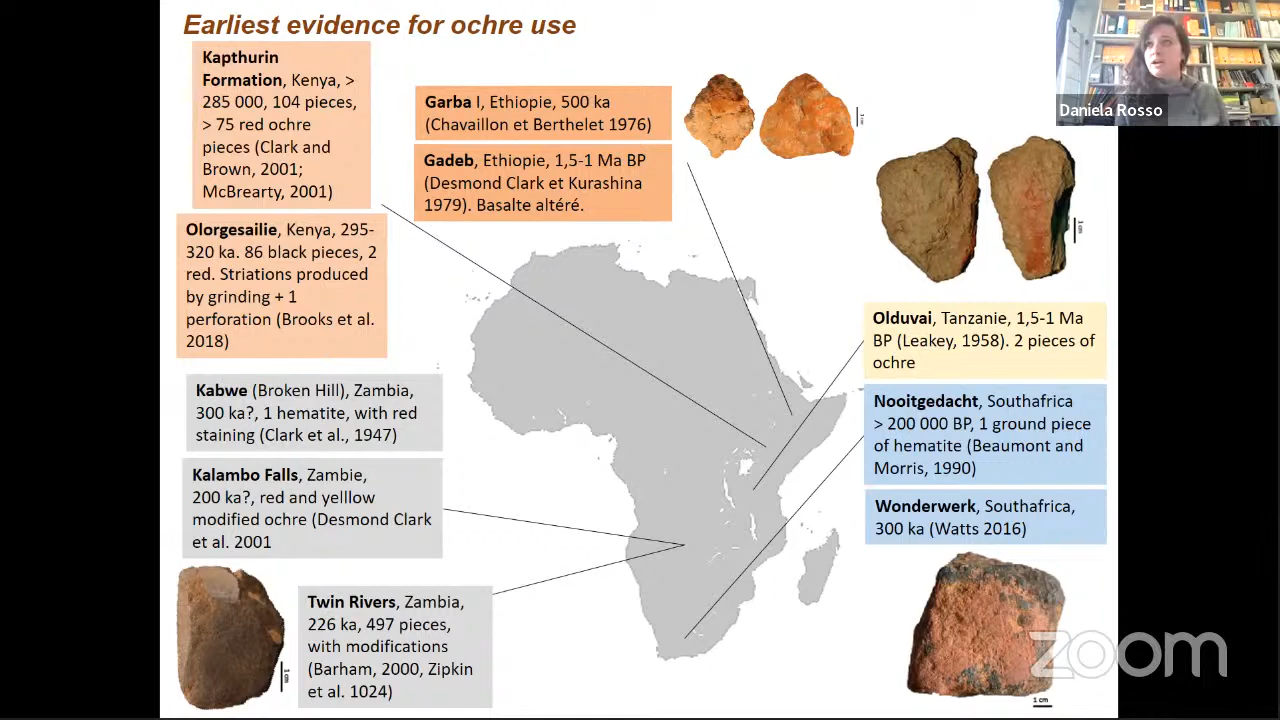 Earliest evidence for ochre use
Kapthurin
Formation, Kenya, >
285 000, 104 pieces,
> 75 red ochre
pieces (Clark and
Brown, 2001;
McBrearty, 2001)
Olorgesailie, Kenya, 295-
320 ka. 86 black pieces, 2
red. Striations produced
by grinding + 1
perforation (Brooks et al.
2018)
Kabwe (Broken Hill), Zambia,
300 ka?, 1 hematite, with red
staining (Clark et al., 1947)
Kalambo Falls, Zambie,
200 ka?, red and yelllow
modified ochre (Desmond Clark
et al. 2001
Twin Rivers, Zambia,
226 ka, 497 pieces,
with modifications
(Barham, 2000, Zipkin
et al. 1024)
Garba I, Ethiopie, 500 ka
(Chavaillon et Berthelet 1976)
Gadeb, Ethiopie, 1,5-1 Ma BP
(Desmond Clark et Kurashina
1979). Basalte altéré.
Daniela Rosso
Olduvai, Tanzanie, 1,5-1 Ma
BP (Leakey, 1958). 2 pieces of
ochre
Nooitgedacht, Southafrica
> 200 000 BP, 1 ground piece
of hematite (Beaumont and
Morris, 1990)
Wonderwerk, Southafrica,
300 ka (Watts 2016)
1 cm
1 cm
1 cm
zoom